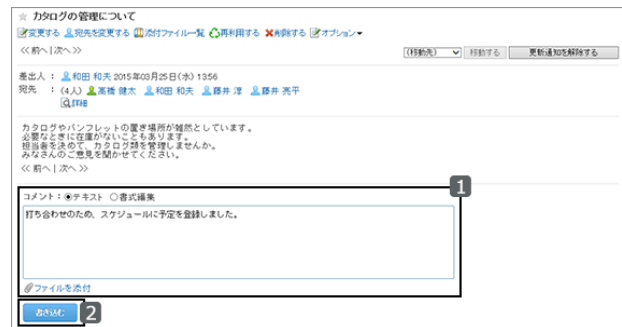 ☆ カタログの管理について
変更する 宛先を変更する 添付ファイル一覧 再利用する ✖削除する オプション▾
≪前へ|次へ≫ (移動先) 移動する 更新通知を解除する
差出人 : 和田 和夫 2015年03月25日(水) 13:56
宛先 : (4人) 高橋 健太 和田 和夫 藤井 淳 藤井 亮平
詳細
カタログやパンフレットの置き場所が雑然としています。
必要なときに在庫がないこともあります。
担当者を決めて、カタログ類を管理しませんか。
みなさんのご意見を聞かせてください。
≪前へ|次へ≫
1
コメント:◉テキスト ○書式編集
打ち合わせのため、スケジュールに予定を登録しました。
ファイルを添付
書き込む 2